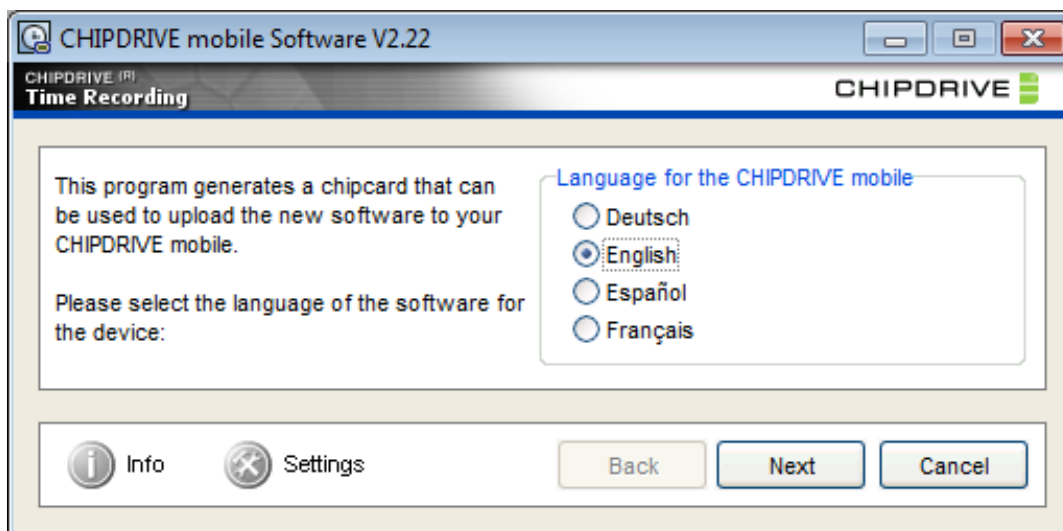 CHIPDRIVE mobile Software V2.22
CHIPDRIVE (R)
Time Recording
CHIPDRIVE
This program generates a chipcard that can
be used to upload the new software to your
CHIPDRIVE mobile.
Please select the language of the software for
the device:
Language for the CHIPDRIVE mobile
Deutsch
English
Español
Français
Info
Settings
Back
Next
Cancel